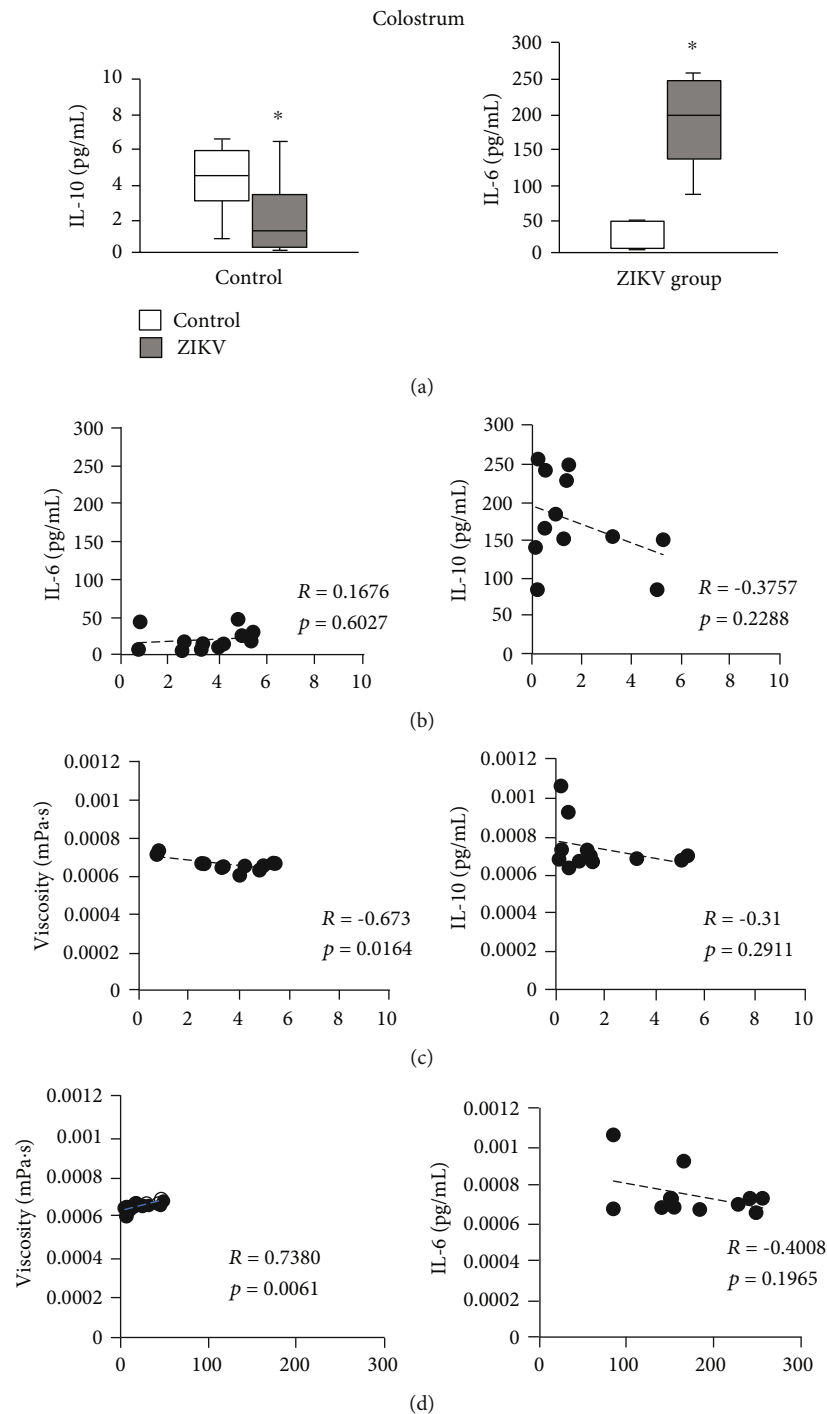 Colostrum
10
8
6
4
2
0
IL-10 (pg/mL)
*
Control
300
250
200
150
100
50
0
IL-6 (pg/mL)
*
ZIKV group
Control
ZIKV
(a)
300
250
200
150
100
50
0
IL-6 (pg/mL)
R = 0.1676
p = 0.6027
0 2 4 6 8 10
300
250
200
150
100
50
0
IL-10 (pg/mL)
R = -0.3757
p = 0.2288
0 2 4 6 8 10
(b)
0.0012
0.001
0.0008
0.0006
0.0004
0.0002
0
Viscosity (mPa·s)
R = -0.673
p = 0.0164
0 2 4 6 8 10
0.0012
0.001
0.0008
0.0006
0.0004
0.0002
0
IL-10 (pg/mL)
R = -0.31
p = 0.2911
0 2 4 6 8 10
(c)
0.0012
0.001
0.0008
0.0006
0.0004
0.0002
0
Viscosity (mPa·s)
R = 0.7380
p = 0.0061
0 100 200 300
0.0012
0.001
0.0008
0.0006
0.0004
0.0002
0
IL-6 (pg/mL)
R = -0.4008
p = 0.1965
0 100 200 300
(d)